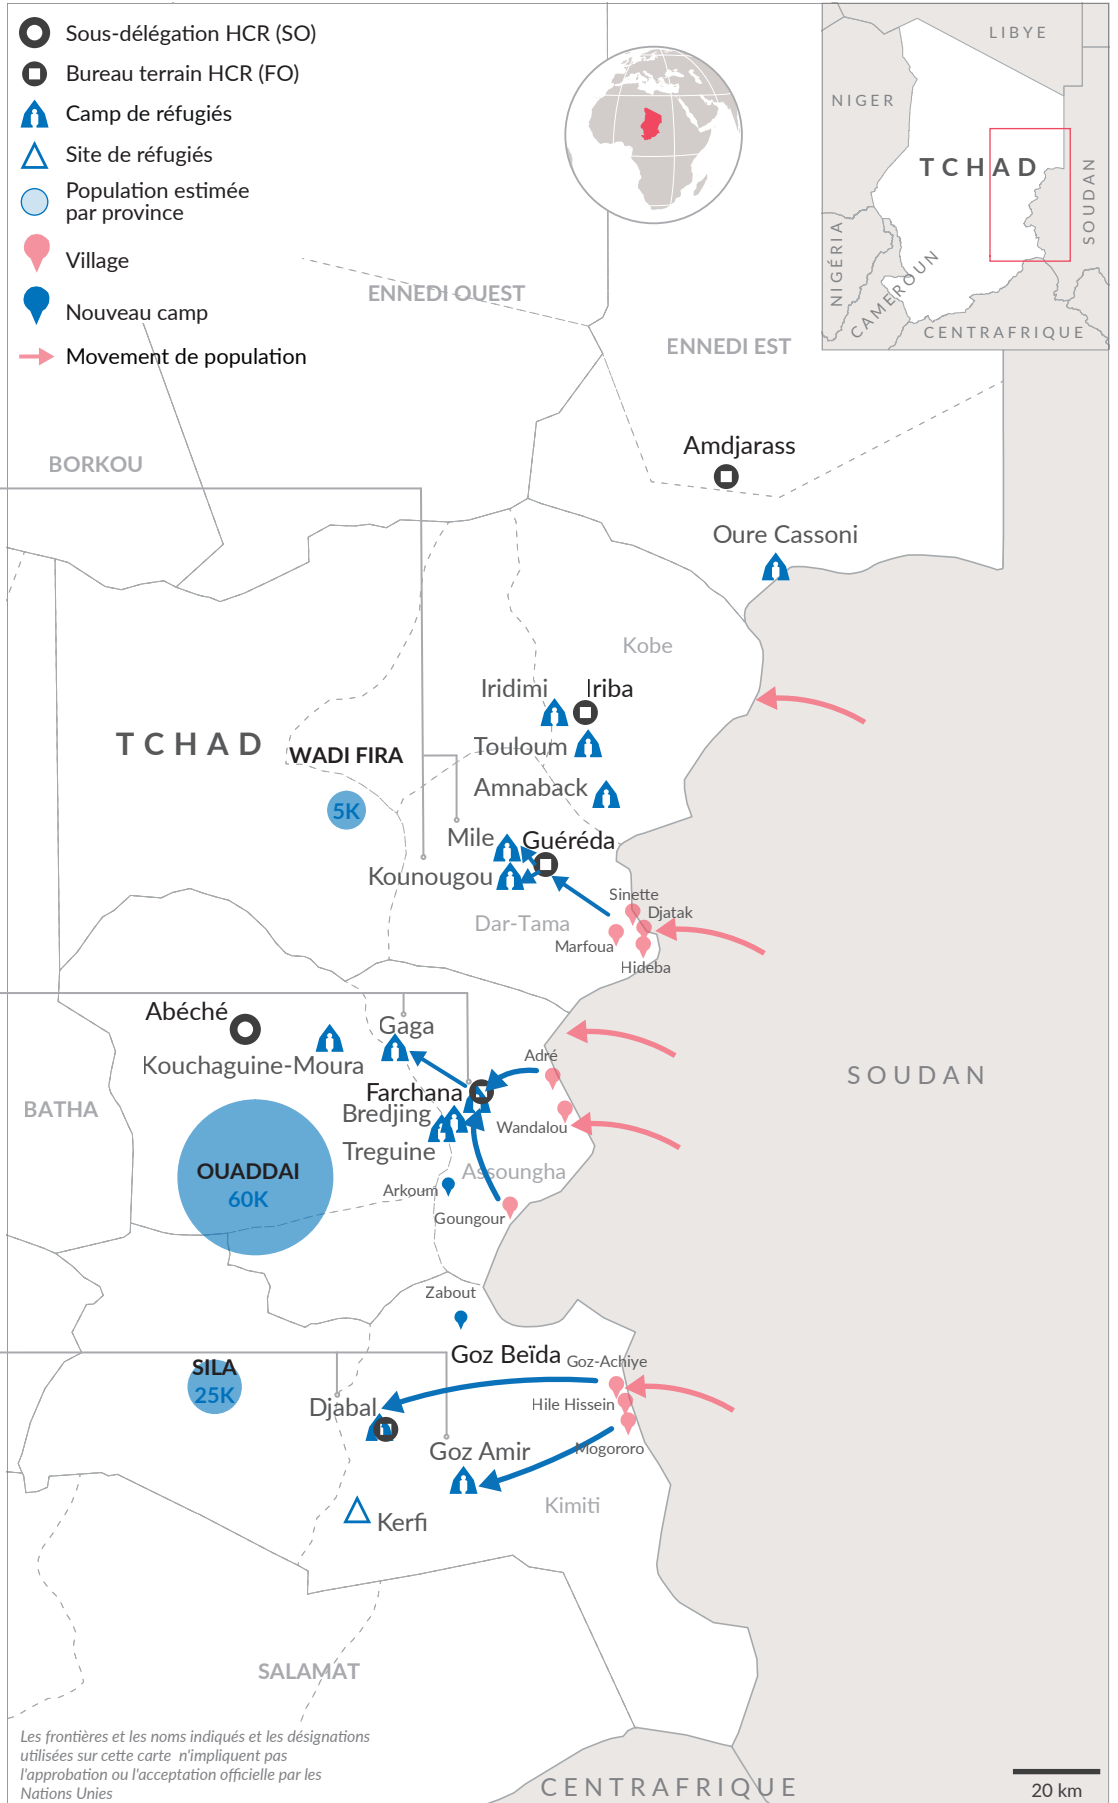 Sous-délégation HCR (SO)
Bureau terrain HCR (FO)
Camp de réfugiés
Site de réfugiés
Population estimée
par province
Village
Nouveau camp
Movement de population
LIBYE
NIGER
TCHAD
SOUDAN
NIGÉRIA
CAMEROUN
CENTRAFRIQUE
ENNEDI OUEST
ENNEDI EST
BORKOU
Amdjarass
Oure Cassoni
Kobe
Iridimi
Iriba
TCHAD
WADI FIRA
Touloum
5K
Amnaback
Mile
Guéréda
Kounougou
Sinette
Djatak
Dar-Tama
Marfoua
Hideba
Abéché
Gaga
Kouchaguine-Moura
Adré
SOUDAN
Farchana
BATHA
Bredjing
Wandalou
Treguine
OUADDAI
60K
Assoungha
Arkoum
Goungour
Zabout
Goz Beïda
Goz-Achiye
SILA
25K
Djabal
Hile Hissein
Goz Amir
Mogororo
Kimiti
Kerfi
SALAMAT
Les frontières et les noms indiqués et les désignations
utilisées sur cette carte n'impliquent pas
l'approbation ou l'acceptation officielle par les
Nations Unies
CENTRAFRIQUE
20 km